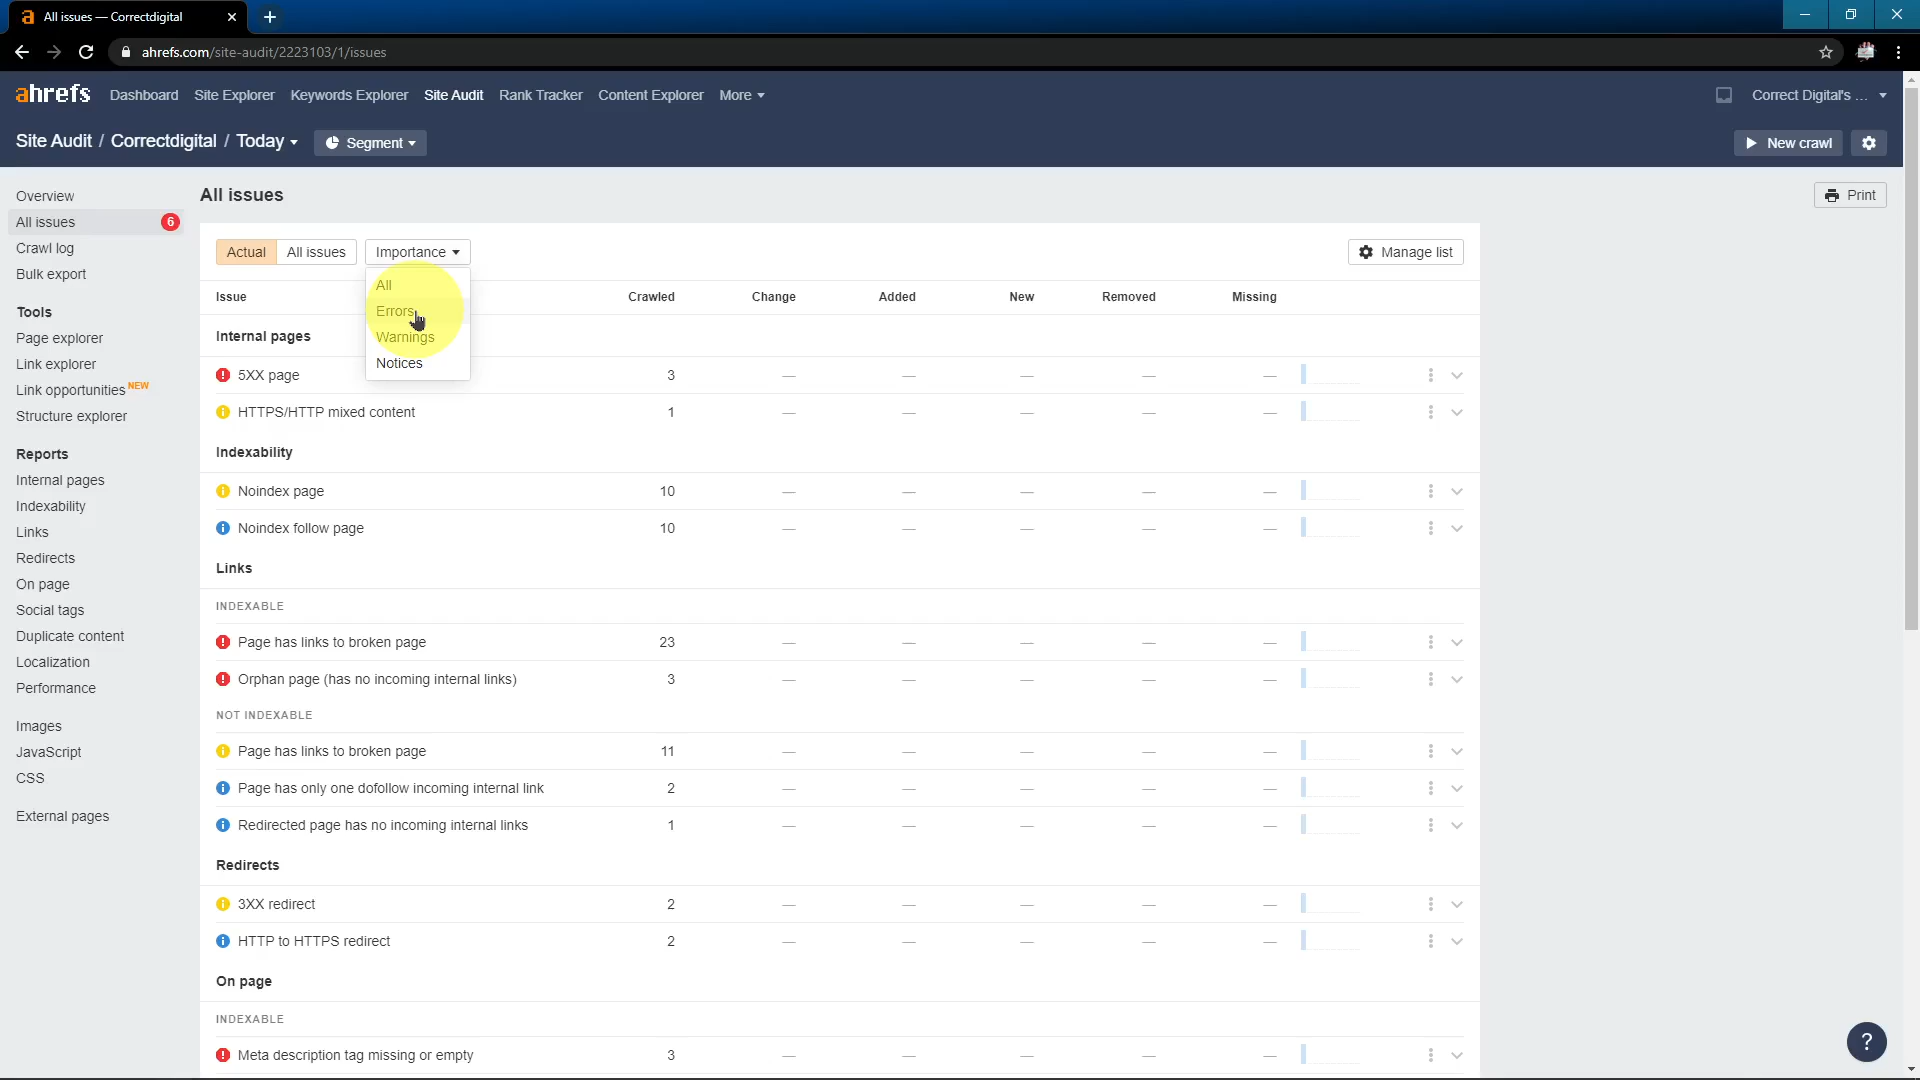 All issues — Correctdigital
ahrefs.com/site-audit/2223103/1/issues
ahrefs Dashboard Site Explorer Keywords Explorer Site Audit Rank Tracker Content Explorer More Correct Digital's ...
Site Audit / Correctdigital / Today Segment New crawl
Overview
All issues 6
Crawl log
Bulk export
Tools
Page explorer
Link explorer
Link opportunities NEW
Structure explorer
Reports
Internal pages
Indexability
Links
Redirects
On page
Social tags
Duplicate content
Localization
Performance
Images
JavaScript
CSS
External pages
All issues Print
Actual All issues Importance Manage list
All
Errors
Warnings
Notices
Issue Crawled Change Added New Removed Missing
Internal pages
5XX page 3 — — — — —
HTTPS/HTTP mixed content 1 — — — — —
Indexability
Noindex page 10 — — — — —
Noindex follow page 10 — — — — —
Links
INDEXABLE
Page has links to broken page 23 — — — — —
Orphan page (has no incoming internal links) 3 — — — — —
NOT INDEXABLE
Page has links to broken page 11 — — — — —
Page has only one dofollow incoming internal link 2 — — — — —
Redirected page has no incoming internal links 1 — — — — —
Redirects
3XX redirect 2 — — — — —
HTTP to HTTPS redirect 2 — — — — —
On page
INDEXABLE
Meta description tag missing or empty 3 — — — — —
?